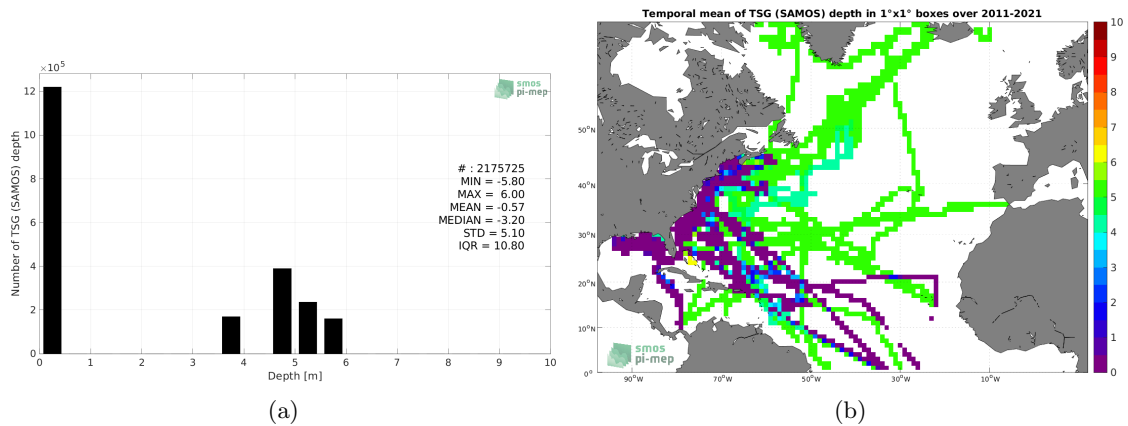 ×10⁵
12
10
8
6
4
2
0
Number of TSG (SAMOS) depth
smos
pi-mep
# : 2175725
MIN = -5.80
MAX = 6.00
MEAN = -0.57
MEDIAN = -3.20
STD = 5.10
IQR = 10.80
0 1 2 3 4 5 6 7 8 9 10
Depth [m]
(a)
Temporal mean of TSG (SAMOS) depth in 1°x1° boxes over 2011-2021
50°N
40°N
30°N
20°N
10°N
0°
90°W 70°W 50°W 30°W 10°W
smos
pi-mep
10
9
8
7
6
5
4
3
2
1
0
(b)